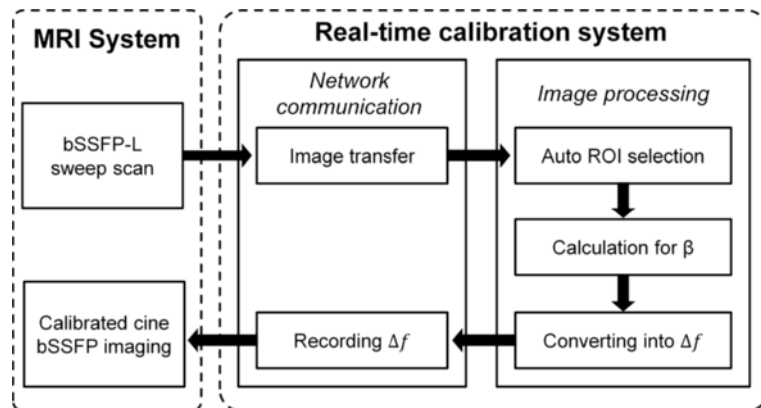 MRI System
bSSFP-L
sweep scan
Calibrated cine
bSSFP imaging
Real-time calibration system
Network
communication
Image transfer
Recording Δf
Image processing
Auto ROI selection
Calculation for β
Converting into Δf